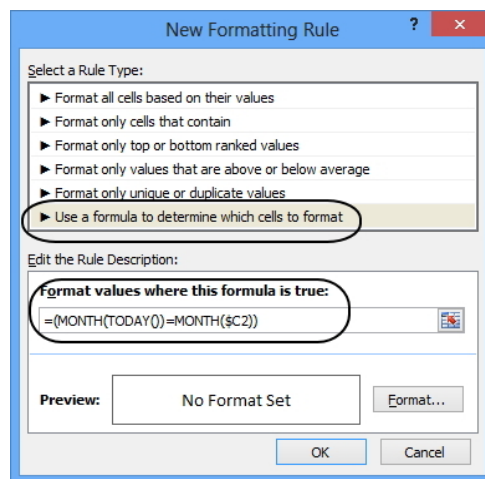 New Formatting Rule ? ×
Select a Rule Type:
► Format all cells based on their values
► Format only cells that contain
► Format only top or bottom ranked values
► Format only values that are above or below average
► Format only unique or duplicate values
► Use a formula to determine which cells to format
Edit the Rule Description:
Format values where this formula is true:
=(MONTH(TODAY())=MONTH($C2))
Preview: No Format Set Format...
OK Cancel